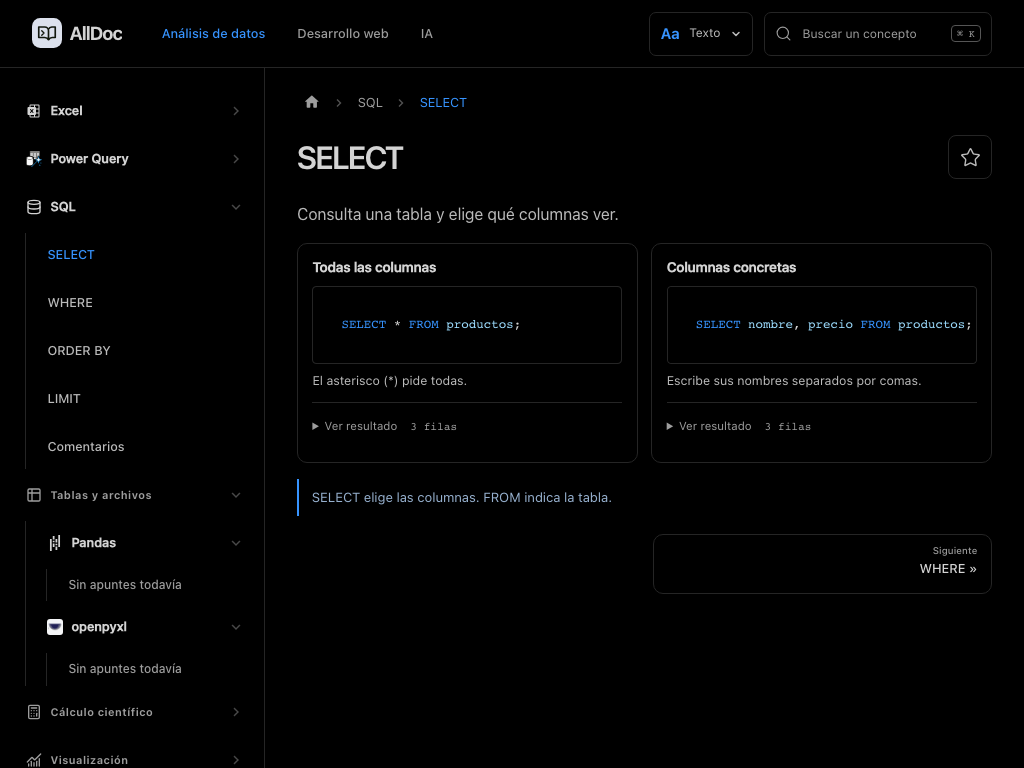 AllDoc
Análisis de datos
Desarrollo web
IA
Aa Texto
Buscar un concepto
⌘ K
Excel
Power Query
SQL
SELECT
WHERE
ORDER BY
LIMIT
Comentarios
Tablas y archivos
Pandas
Sin apuntes todavía
openpyxl
Sin apuntes todavía
Cálculo científico
Visualización
SQL
SELECT
SELECT
Consulta una tabla y elige qué columnas ver.
Todas las columnas
SELECT * FROM productos;
El asterisco (*) pide todas.
Ver resultado 3 filas
Columnas concretas
SELECT nombre, precio FROM productos;
Escribe sus nombres separados por comas.
Ver resultado 3 filas
SELECT elige las columnas. FROM indica la tabla.
Siguiente
WHERE »